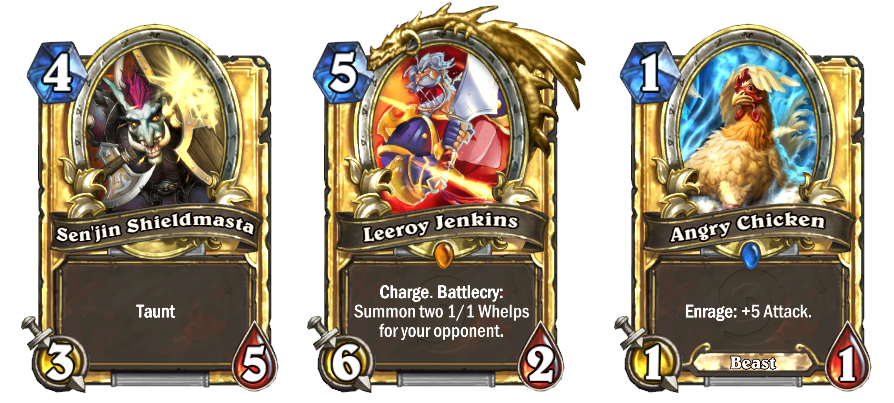 4
Sen'jin Shieldmasta
Taunt
3
5
5
Leeroy Jenkins
Charge. Battlecry:
Summon two 1/1 Whelps
for your opponent.
6
2
1
Angry Chicken
Enrage: +5 Attack.
Beast
1
1